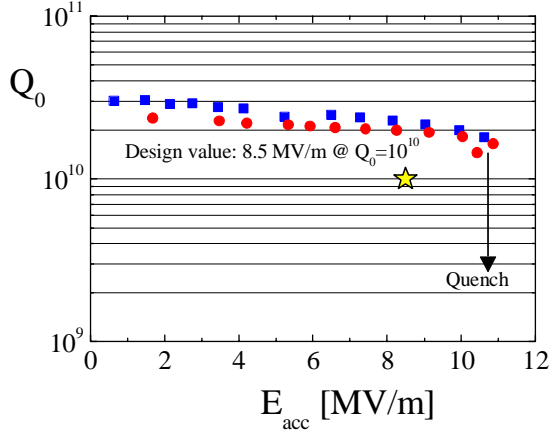 10¹¹
Q₀
Design value: 8.5 MV/m @ Q₀=10¹⁰
10¹⁰
Quench
10⁹
0 2 4 6 8 10 12
E_acc [MV/m]